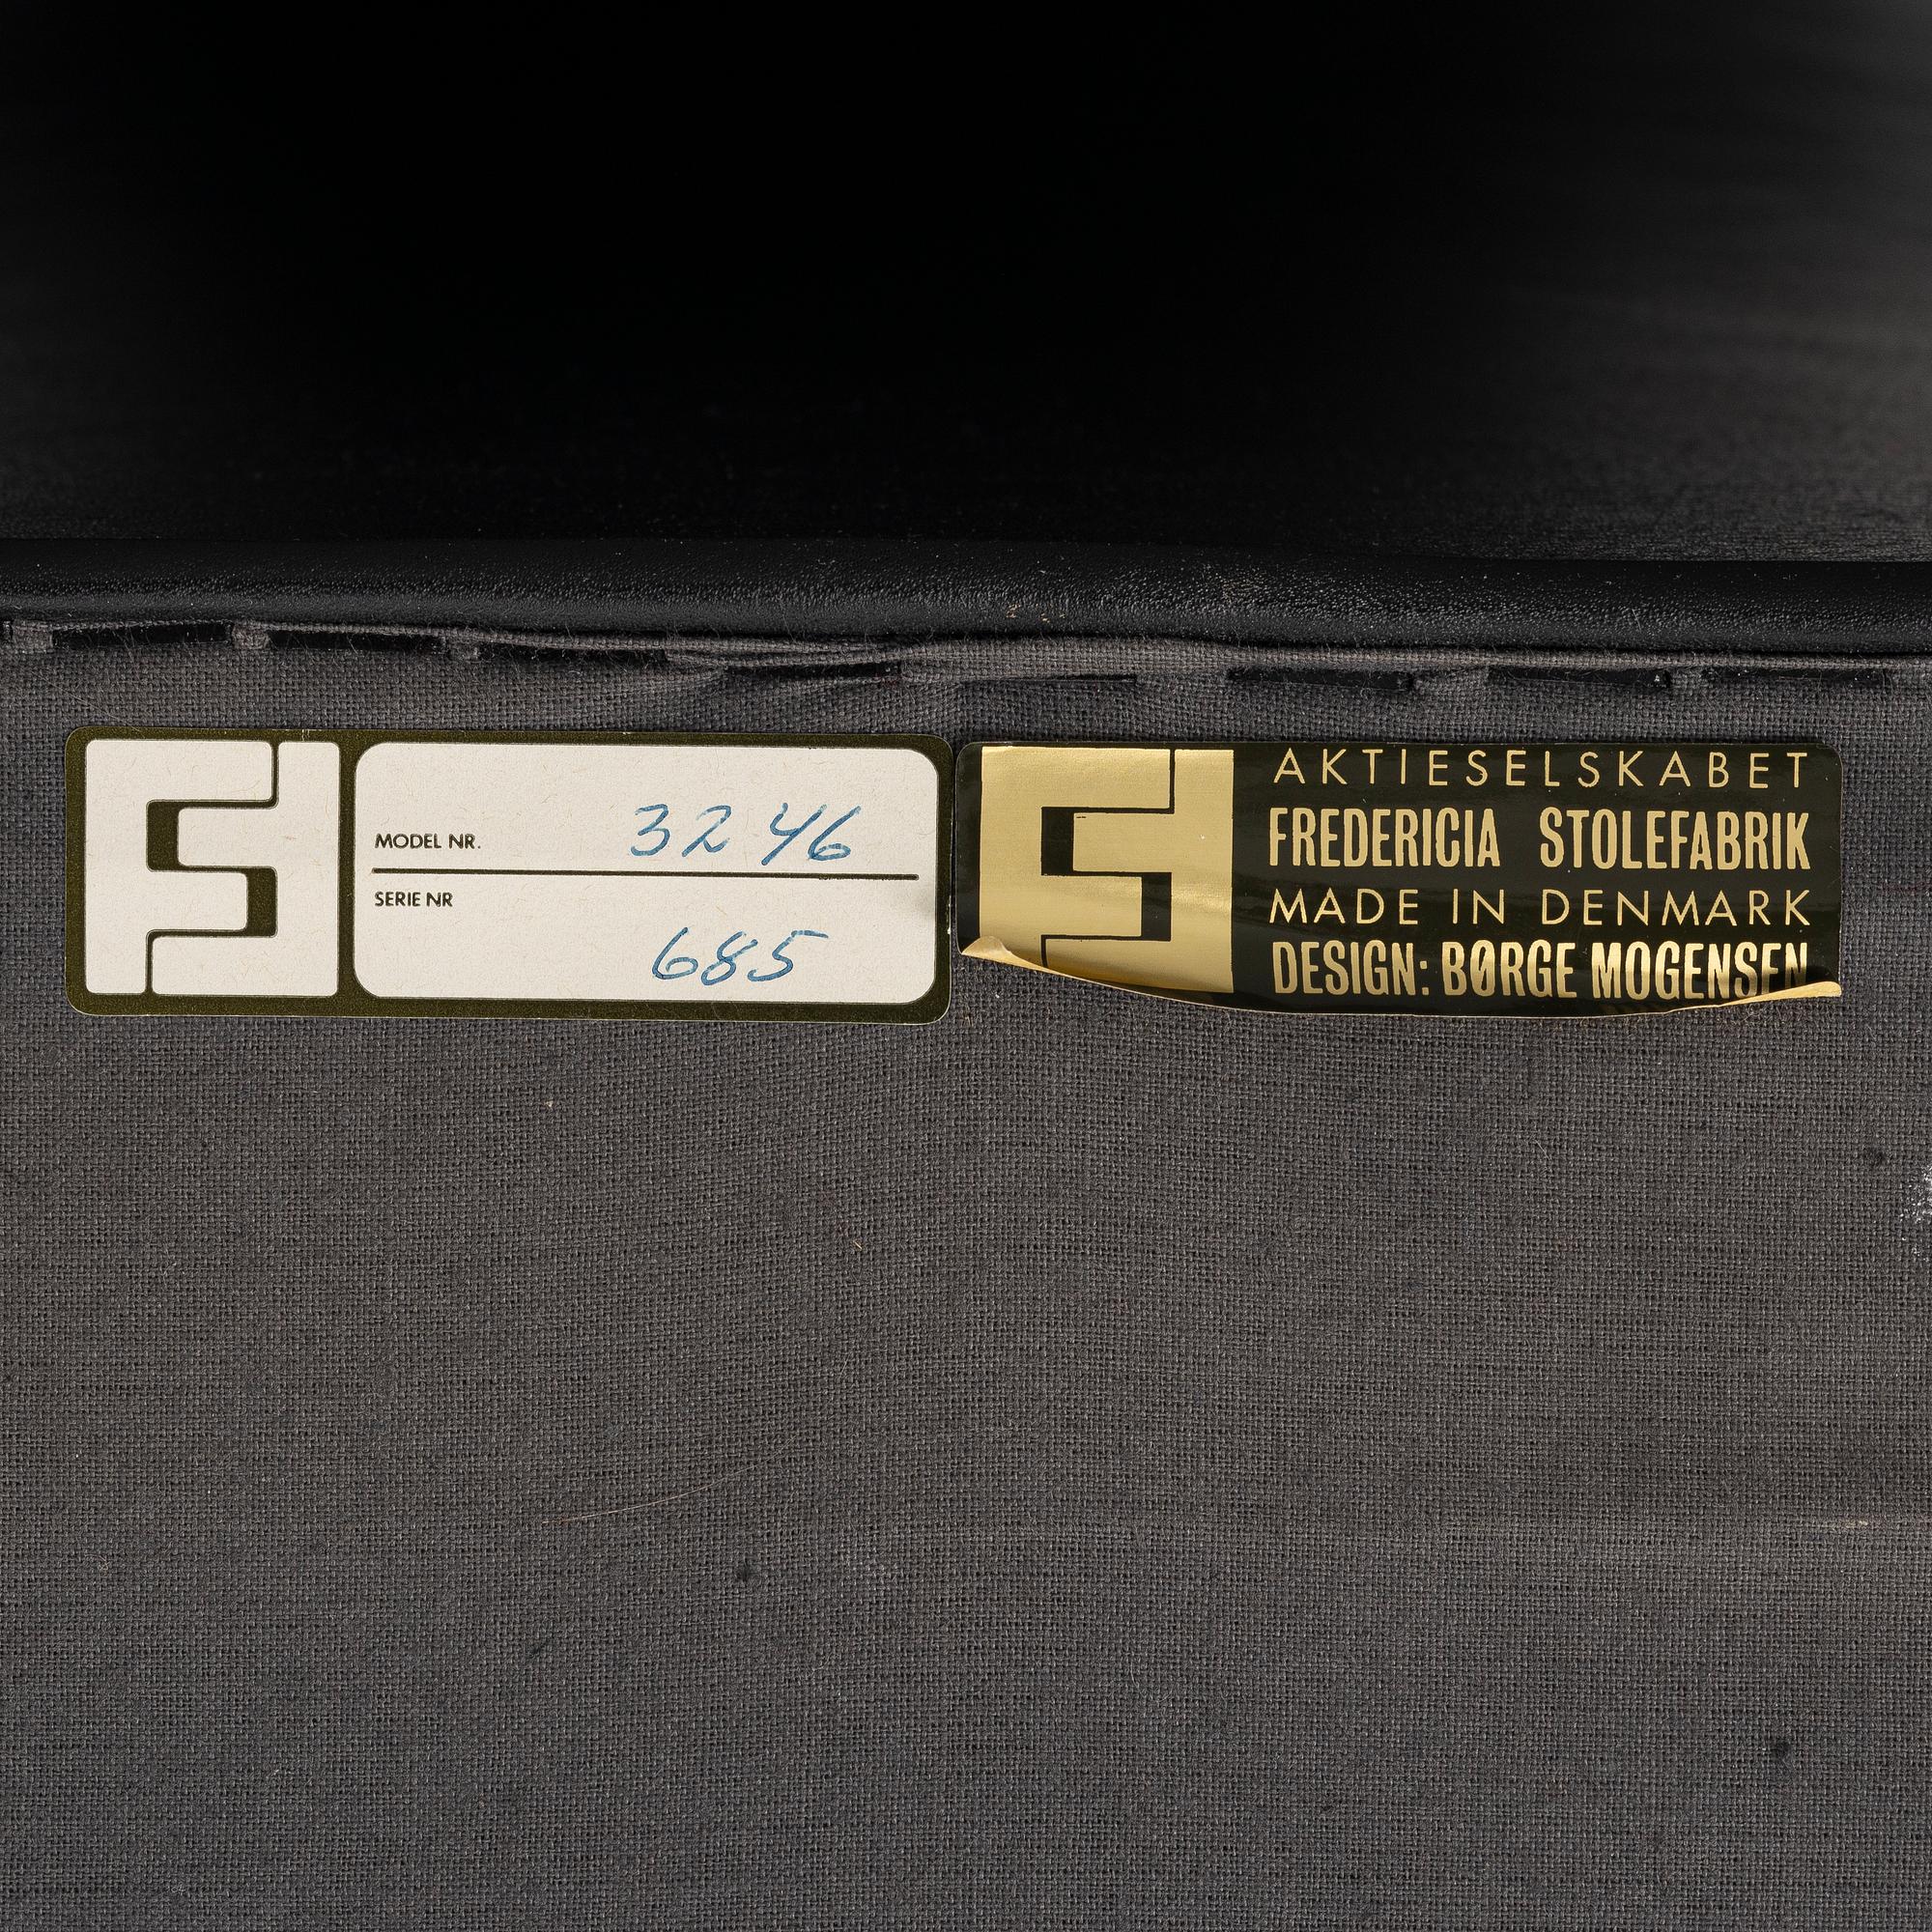 MODEL NR. 3246
SERIE NR 685
AKTIESELSKABET
FREDERICIA STOLEFABRIK
MADE IN DENMARK
DESIGN: BØRGE MOGENSEN